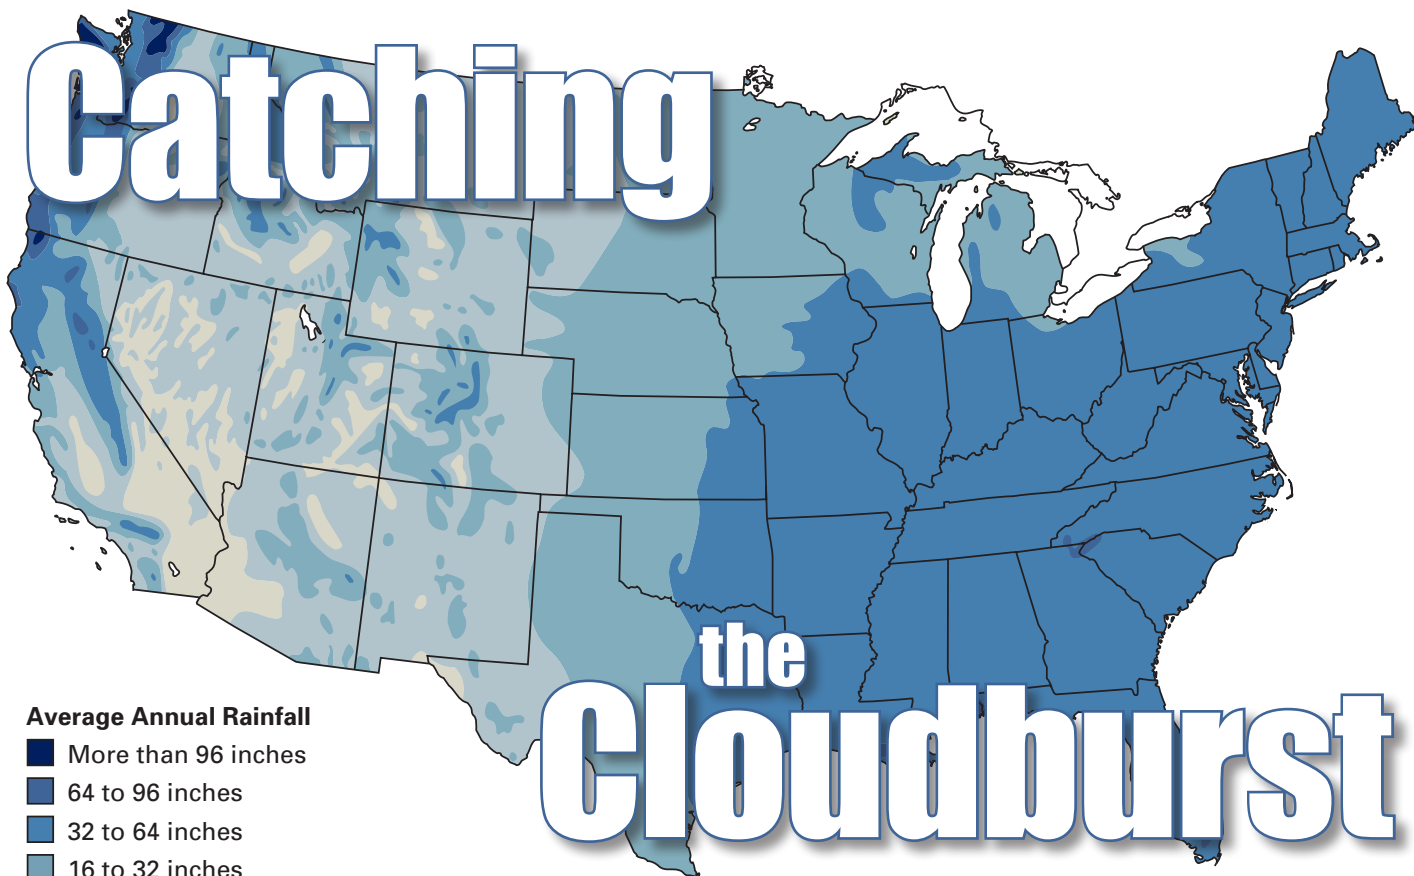 Catching
the
Cloudburst
Average Annual Rainfall
More than 96 inches
64 to 96 inches
32 to 64 inches
16 to 32 inches